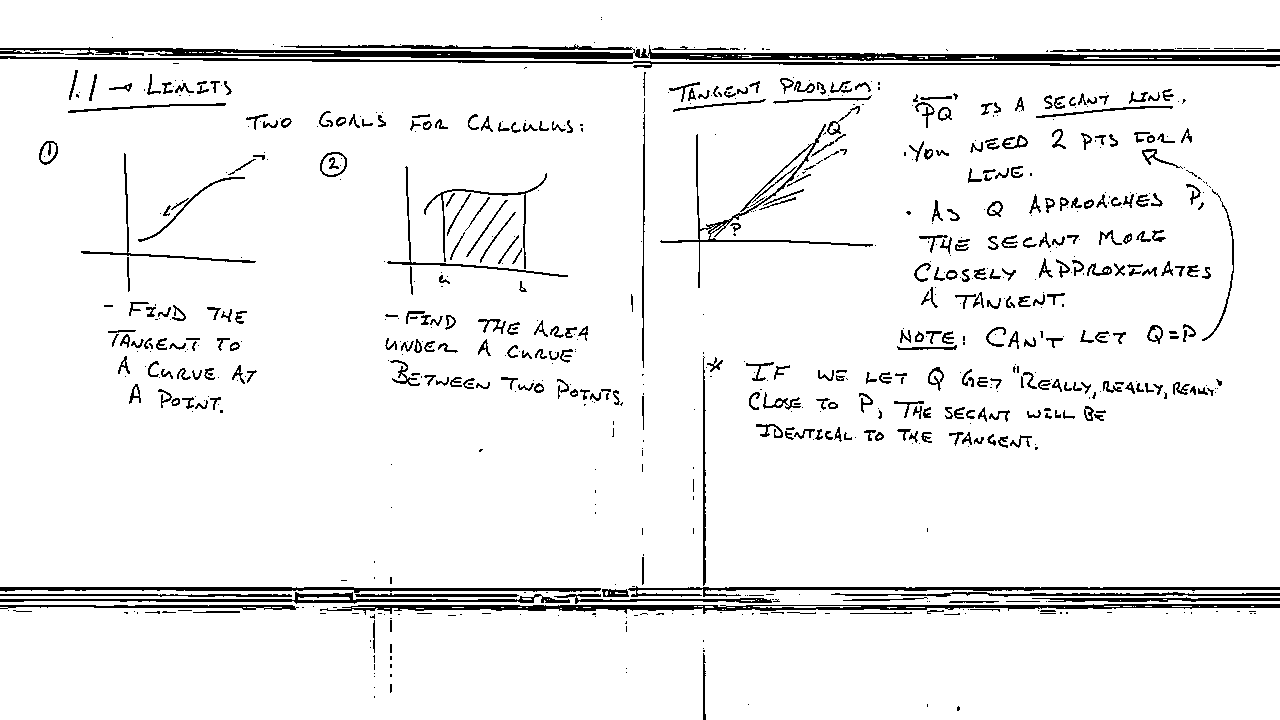 1.1 → LIMITS
TWO GOALS FOR CALCULUS:
①
②
a
b
- FIND THE
TANGENT TO
A CURVE AT
A POINT.
- FIND THE AREA
UNDER A CURVE
BETWEEN TWO POINTS.
TANGENT PROBLEM:
Q
P
PQ IS A SECANT LINE.
· YOU NEED 2 PTS FOR A
LINE.
· AS Q APPROACHES P,
THE SECANT MORE
CLOSELY APPROXIMATES
A TANGENT.
NOTE: CAN'T LET Q=P
* IF WE LET Q GET "REALLY, REALLY, REALLY"
CLOSE TO P, THE SECANT WILL BE
IDENTICAL TO THE TANGENT.